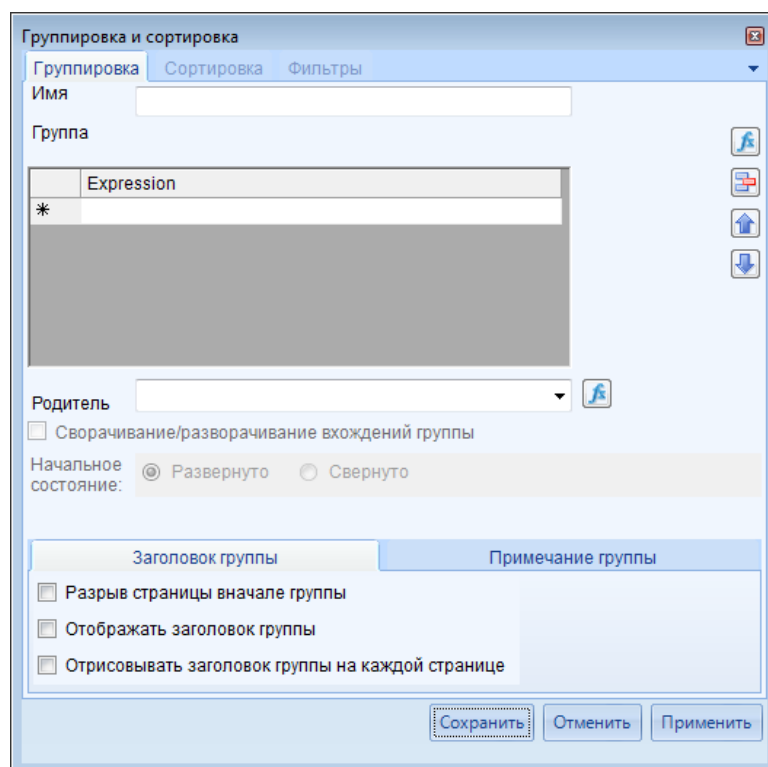 Группировка и сортировка
Группировка Сортировка Фильтры
Имя
Группа
Expression
*
Родитель
Сворачивание/разворачивание вхождений группы
Начальное
состояние:
Развернуто Свернуто
Заголовок группы Примечание группы
Разрыв страницы вначале группы
Отображать заголовок группы
Отрисовывать заголовок группы на каждой странице
Сохранить Отменить Применить